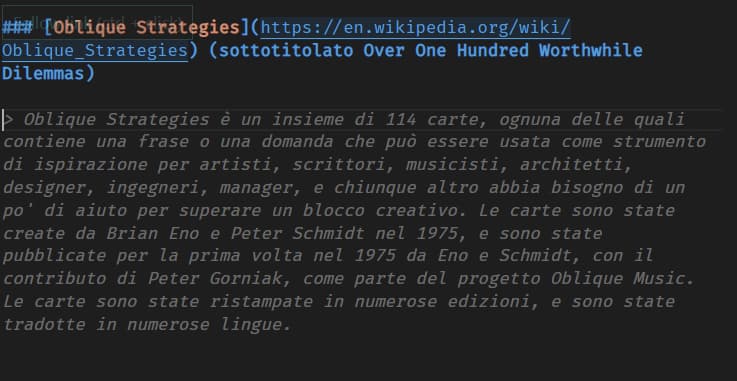 ### [Oblique Strategies](https://en.wikipedia.org/wiki/
Oblique_Strategies) (sottotitolato Over One Hundred Worthwhile
Dilemmas)
> Oblique Strategies è un insieme di 114 carte, ognuna delle quali
contiene una frase o una domanda che può essere usata come strumento
di ispirazione per artisti, scrittori, musicisti, architetti,
designer, ingegneri, manager, e chiunque altro abbia bisogno di un
po' di aiuto per superare un blocco creativo. Le carte sono state
create da Brian Eno e Peter Schmidt nel 1975, e sono state
pubblicate per la prima volta nel 1975 da Eno e Schmidt, con il
contributo di Peter Gorniak, come parte del progetto Oblique Music.
Le carte sono state ristampate in numerose edizioni, e sono state
tradotte in numerose lingue.